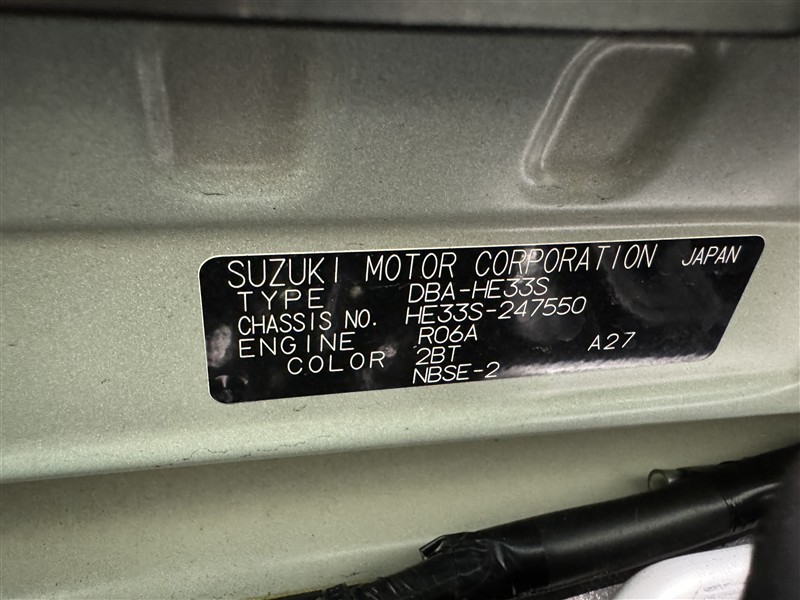 SUZUKI MOTOR CORPORATION JAPAN
TYPE DBA-HE33S
CHASSIS NO. HE33S-247550
ENGINE R06A A27
COLOR 2BT
NBSE-2